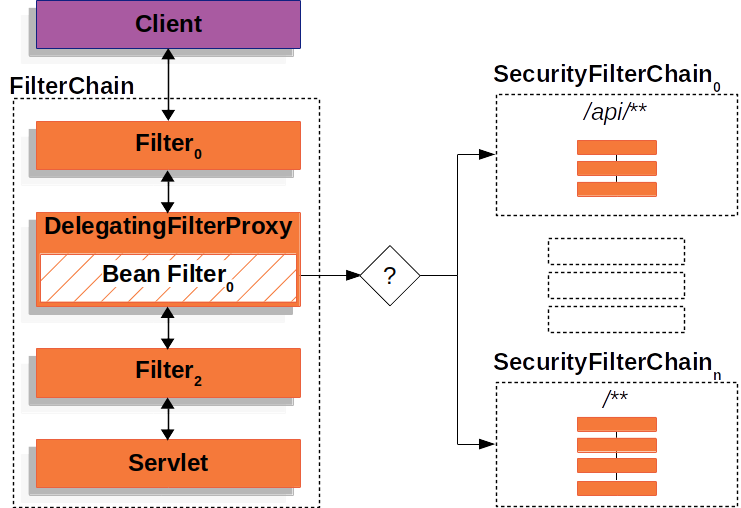 Client
FilterChain
Filter0
DelegatingFilterProxy
Bean Filter0
Filter2
Servlet
?
SecurityFilterChain0
/api/**
SecurityFilterChainn
/**